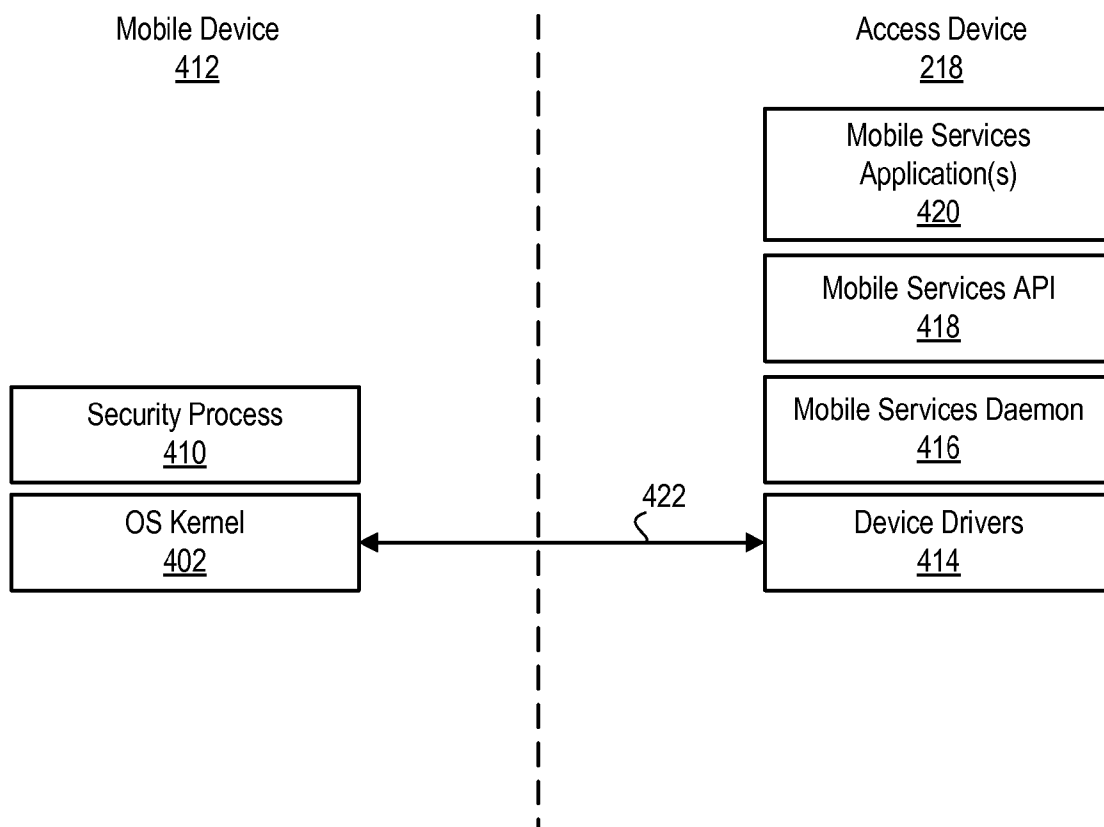 Mobile Device
412
Access Device
218
Mobile Services
Application(s)
420
Mobile Services API
418
Mobile Services Daemon
416
Security Process
410
OS Kernel
402
422
Device Drivers
414